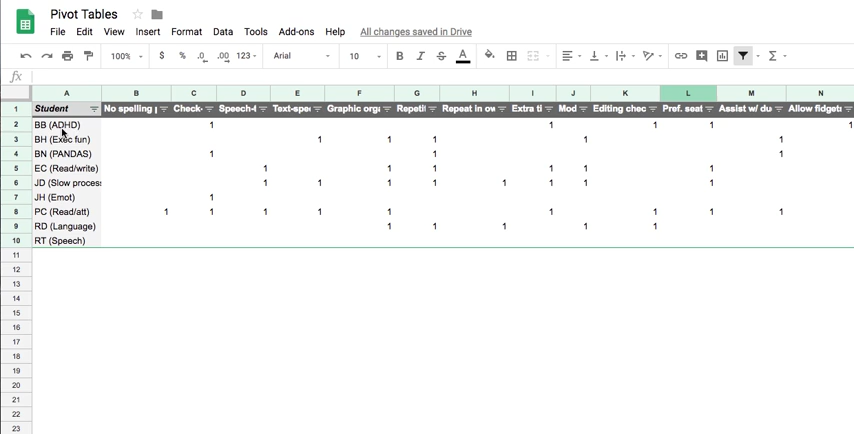 Pivot Tables
File Edit View Insert Format Data Tools Add-ons Help All changes saved in Drive
100% $ % .0 .00 123 Arial 10 B I S A Σ
fx
A B C D E F G H I J K L M N
1 Student No spelling Check- Speech-t Text-spe Graphic orga Repeti Repeat in ow Extra ti Mod Editing chec Pref. seat Assist w/ du Allow fidget
2 BB (ADHD) 1 1 1 1 1
3 BH (Exec fun) 1 1 1 1 1
4 BN (PANDAS) 1 1 1
5 EC (Read/write) 1 1 1 1 1 1
6 JD (Slow process 1 1 1 1 1 1 1 1
7 JH (Emot) 1
8 PC (Read/att) 1 1 1 1 1 1 1 1 1
9 RD (Language) 1 1 1 1 1
10 RT (Speech)
11
12
13
14
15
16
17
18
19
20
21
22
23